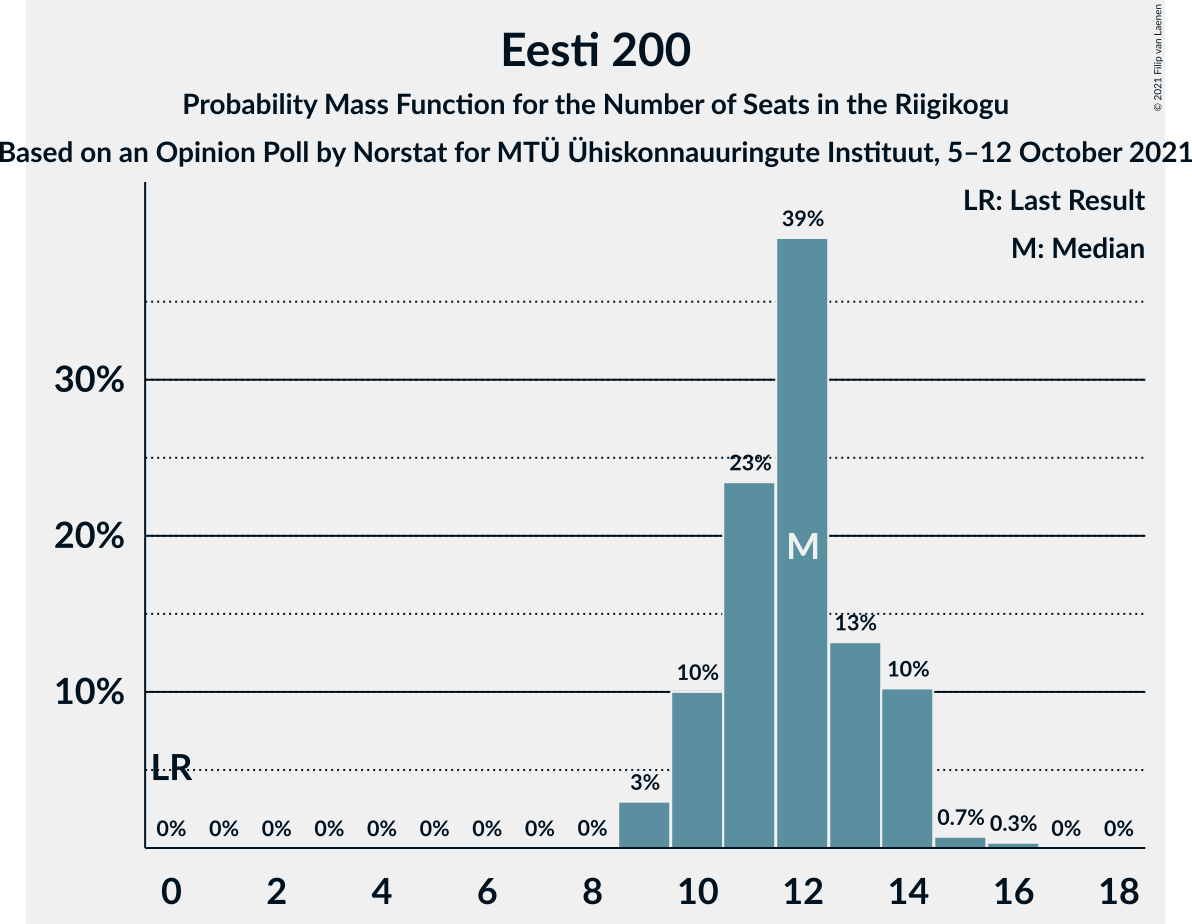 Eesti 200
Probability Mass Function for the Number of Seats in the Riigikogu
Based on an Opinion Poll by Norstat for MTÜ Ühiskonnauuringute Instituut, 5–12 October 2021
© 2021 Filip van Laenen
LR: Last Result
M: Median
39%
30%
23%
20%
M
13%
10%
10%
10%
LR
3%
0% 0% 0% 0% 0% 0% 0% 0% 0% 0.7% 0.3% 0% 0%
0 2 4 6 8 10 12 14 16 18